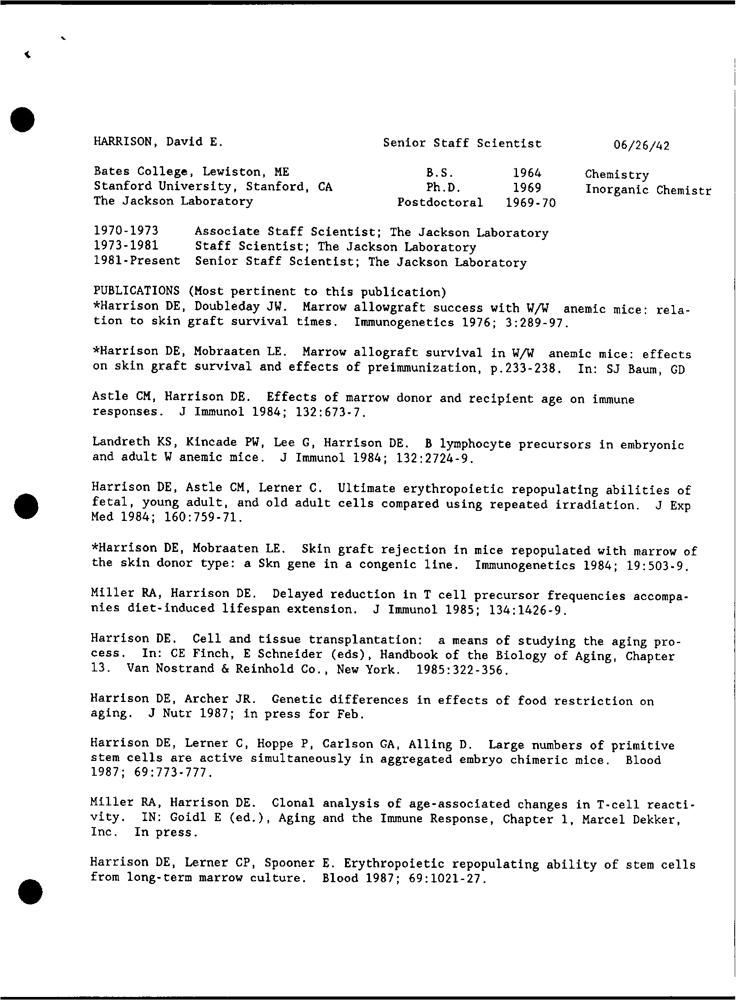 HARRISON, David E. Senior Staff Scientist 06/26/42
Bates College, Lewiston, ME B.S. 1964 Chemistry
Stanford University, Stanford, CA Ph.D. 1969 Inorganic Chemistr
The Jackson Laboratory Postdoctoral 1969-70
1970-1973 Associate Staff Scientist; The Jackson Laboratory
1973-1981 Staff Scientist; The Jackson Laboratory
1981-Present Senior Staff Scientist; The Jackson Laboratory
PUBLICATIONS (Most pertinent to this publication)
*Harrison DE, Doubleday JW. Marrow allowgraft success with W/W anemic mice: rela-
tion to skin graft survival times. Immunogenetics 1976; 3:289-97.
*Harrison DE, Mobraaten LE. Marrow allograft survival in W/W anemic mice: effects
on skin graft survival and effects of preimmunization, p.233-238. In: SJ Baum, GD
Astle CM, Harrison DE. Effects of marrow donor and recipient age on immune
responses. J Immunol 1984; 132:673-7.
Landreth KS, Kincade PW, Lee G, Harrison DE. B lymphocyte precursors in embryonic
and adult W anemic mice. J Immunol 1984; 132:2724-9.
Harrison DE, Astle CM, Lerner C. Ultimate erythropoietic repopulating abilities of
fetal, young adult, and old adult cells compared using repeated irradiation. J Exp
Med 1984; 160:759-71.
*Harrison DE, Mobraaten LE. Skin graft rejection in mice repopulated with marrow of
the skin donor type: a Skn gene in a congenic line. Immunogenetics 1984; 19:503-9.
Miller RA, Harrison DE. Delayed reduction in T cell precursor frequencies accompa-
nies diet-induced lifespan extension. J Immunol 1985; 134:1426-9.
Harrison DE. Cell and tissue transplantation: a means of studying the aging pro-
cess. In: CE Finch, E Schneider (eds), Handbook of the Biology of Aging, Chapter
13. Van Nostrand & Reinhold Co., New York. 1985:322-356.
Harrison DE, Archer JR. Genetic differences in effects of food restriction on
aging. J Nutr 1987; in press for Feb.
Harrison DE, Lerner C, Hoppe P, Carlson GA, Alling D. Large numbers of primitive
stem cells are active simultaneously in aggregated embryo chimeric mice. Blood
1987; 69:773-777.
Miller RA, Harrison DE. Clonal analysis of age-associated changes in T-cell reacti-
vity. IN: Goidl E (ed.), Aging and the Immune Response, Chapter 1, Marcel Dekker,
Inc. In press.
Harrison DE, Lerner CP, Spooner E. Erythropoietic repopulating ability of stem cells
from long-term marrow culture. Blood 1987; 69:1021-27.